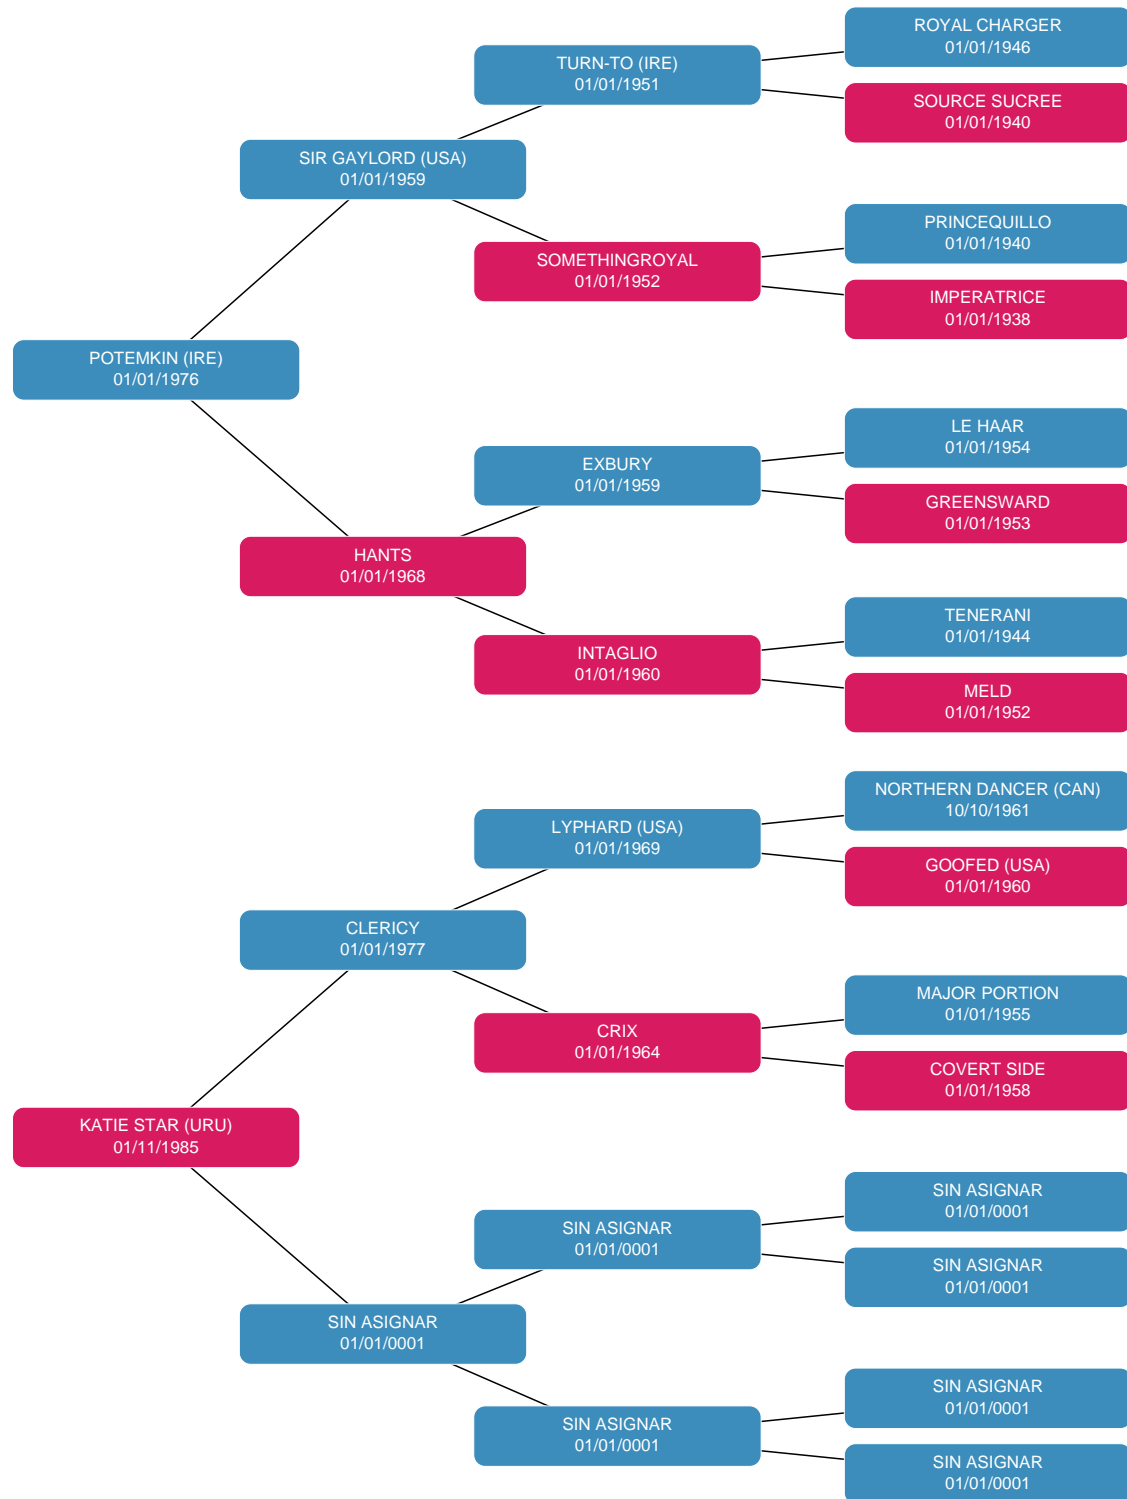 ROYAL CHARGER
01/01/1946
TURN-TO (IRE)
01/01/1951
SOURCE SUCREE
01/01/1940
SIR GAYLORD (USA)
01/01/1959
PRINCEQUILLO
01/01/1940
SOMETHINGROYAL
01/01/1952
IMPERATRICE
01/01/1938
POTEMKIN (IRE)
01/01/1976
LE HAAR
01/01/1954
EXBURY
01/01/1959
GREENSWARD
01/01/1953
HANTS
01/01/1968
TENERANI
01/01/1944
INTAGLIO
01/01/1960
MELD
01/01/1952
NORTHERN DANCER (CAN)
10/10/1961
LYPHARD (USA)
01/01/1969
GOOFED (USA)
01/01/1960
CLERICY
01/01/1977
MAJOR PORTION
01/01/1955
CRIX
01/01/1964
COVERT SIDE
01/01/1958
KATIE STAR (URU)
01/11/1985
SIN ASIGNAR
01/01/0001
SIN ASIGNAR
01/01/0001
SIN ASIGNAR
01/01/0001
SIN ASIGNAR
01/01/0001
SIN ASIGNAR
01/01/0001
SIN ASIGNAR
01/01/0001
SIN ASIGNAR
01/01/0001